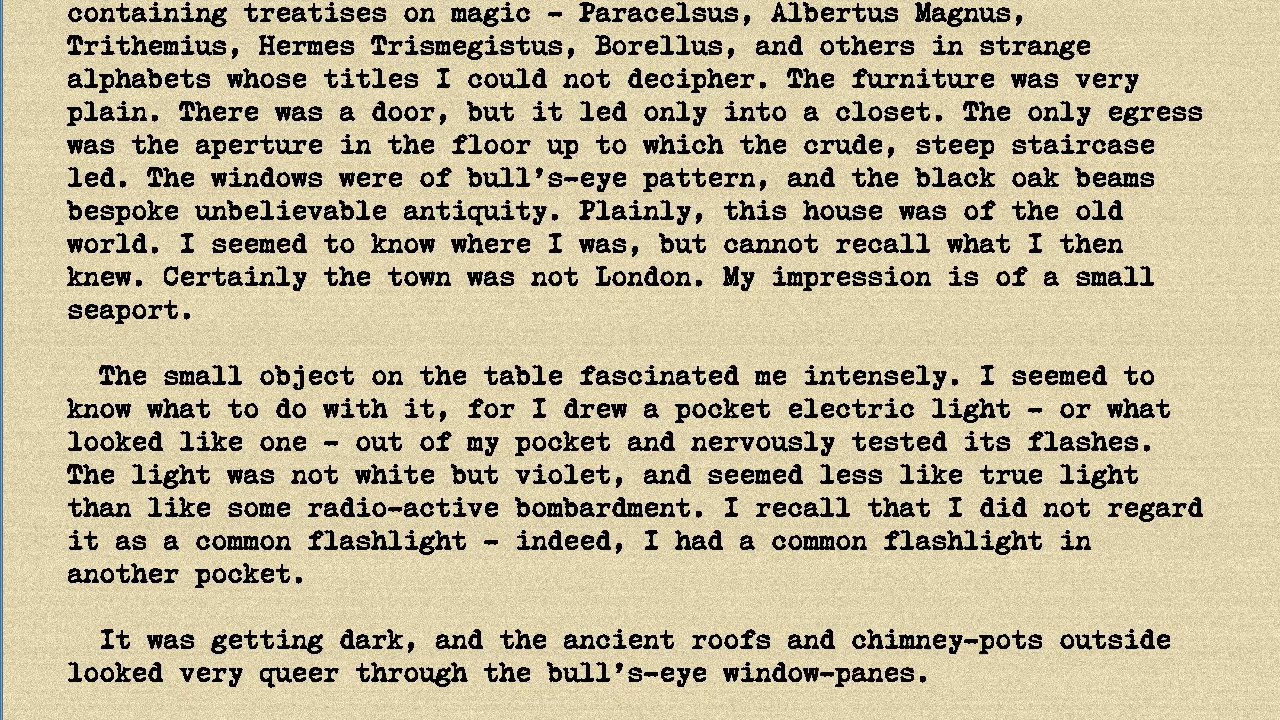 containing treatises on magic – Paracelsus, Albertus Magnus,
Trithemius, Hermes Trismegistus, Borellus, and others in strange
alphabets whose titles I could not decipher. The furniture was very
plain. There was a door, but it led only into a closet. The only egress
was the aperture in the floor up to which the crude, steep staircase
led. The windows were of bull’s-eye pattern, and the black oak beams
bespoke unbelievable antiquity. Plainly, this house was of the old
world. I seemed to know where I was, but cannot recall what I then
knew. Certainly the town was not London. My impression is of a small
seaport.
The small object on the table fascinated me intensely. I seemed to
know what to do with it, for I drew a pocket electric light – or what
looked like one – out of my pocket and nervously tested its flashes.
The light was not white but violet, and seemed less like true light
than like some radio-active bombardment. I recall that I did not regard
it as a common flashlight – indeed, I had a common flashlight in
another pocket.
It was getting dark, and the ancient roofs and chimney-pots outside
looked very queer through the bull’s-eye window-panes.